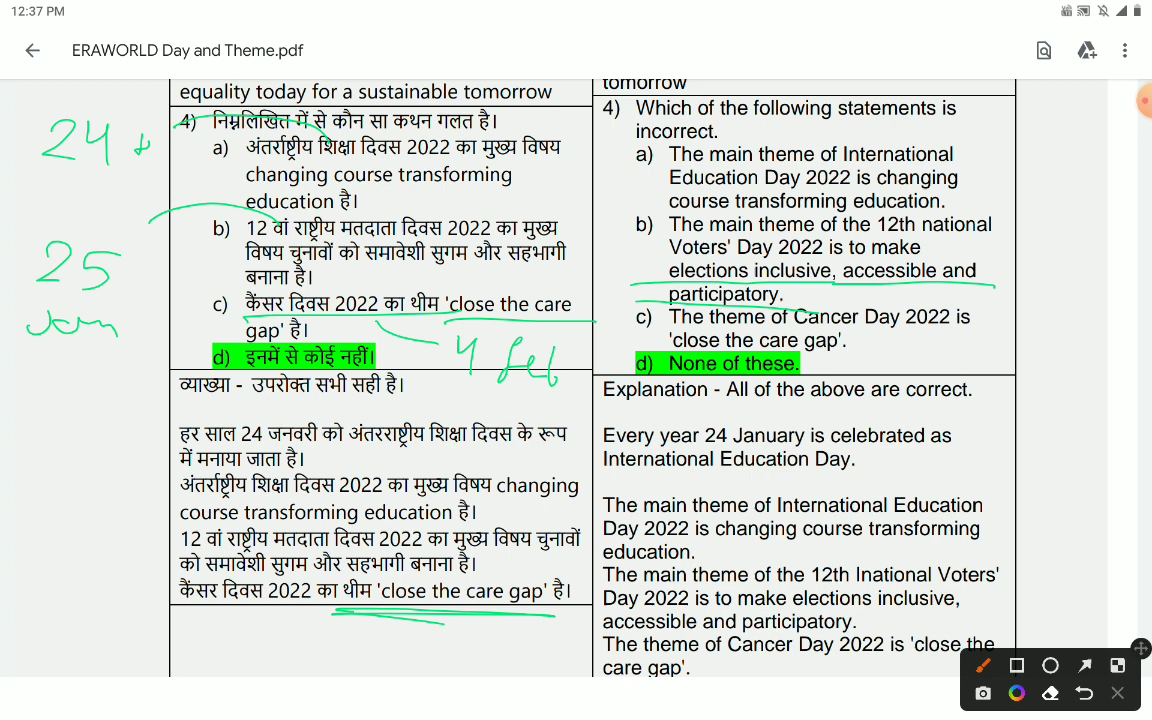 12:37 PM
ERAWORLD Day and Theme.pdf
equality today for a sustainable tomorrow
4) निम्नलिखित में से कौन सा कथन गलत है।
a) अंतर्राष्ट्रीय शिक्षा दिवस 2022 का मुख्य विषय
changing course transforming
education है।
b) 12 वां राष्ट्रीय मतदाता दिवस 2022 का मुख्य
विषय चुनावों को समावेशी सुगम और सहभागी
बनाना है।
c) कैंसर दिवस 2022 का थीम 'close the care
gap' है।
d) इनमें से कोई नहीं।
व्याख्या - उपरोक्त सभी सही है।
हर साल 24 जनवरी को अंतरराष्ट्रीय शिक्षा दिवस के रूप
में मनाया जाता है।
अंतर्राष्ट्रीय शिक्षा दिवस 2022 का मुख्य विषय changing
course transforming education है।
12 वां राष्ट्रीय मतदाता दिवस 2022 का मुख्य विषय चुनावों
को समावेशी सुगम और सहभागी बनाना है।
कैंसर दिवस 2022 का थीम 'close the care gap' है।
tomorrow
4) Which of the following statements is
incorrect.
a) The main theme of International
Education Day 2022 is changing
course transforming education.
b) The main theme of the 12th national
Voters' Day 2022 is to make
elections inclusive, accessible and
participatory.
c) The theme of Cancer Day 2022 is
'close the care gap'.
d) None of these.
Explanation - All of the above are correct.
Every year 24 January is celebrated as
International Education Day.
The main theme of International Education
Day 2022 is changing course transforming
education.
The main theme of the 12th Inational Voters'
Day 2022 is to make elections inclusive,
accessible and participatory.
The theme of Cancer Day 2022 is 'close the
care gap'.
24
25
4 feb